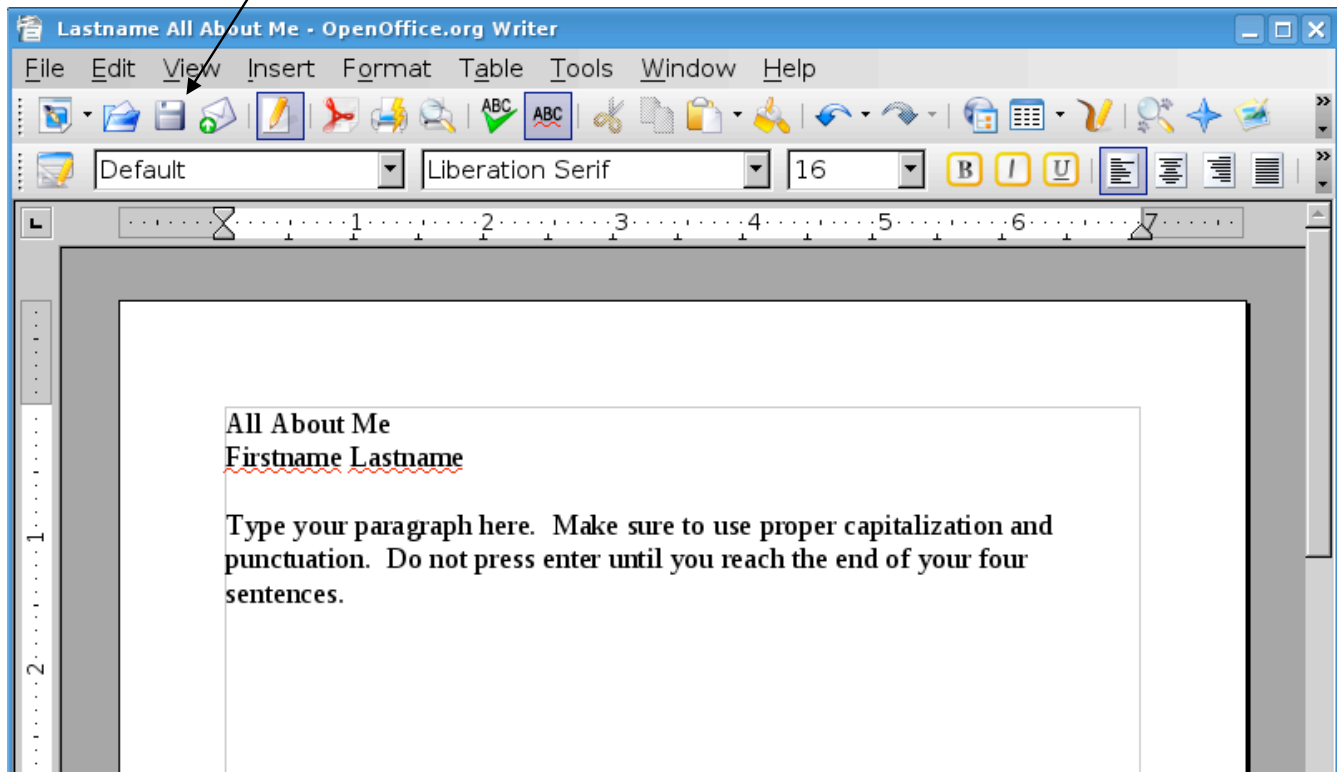 Lastname All About Me - OpenOffice.org Writer
File Edit View Insert Format Table Tools Window Help
ABC ABC
Default Liberation Serif 16 B I U
1 2 3 4 5 6 7
All About Me
Firstname Lastname
Type your paragraph here.  Make sure to use proper capitalization and
1
punctuation.  Do not press enter until you reach the end of your four
sentences.
2